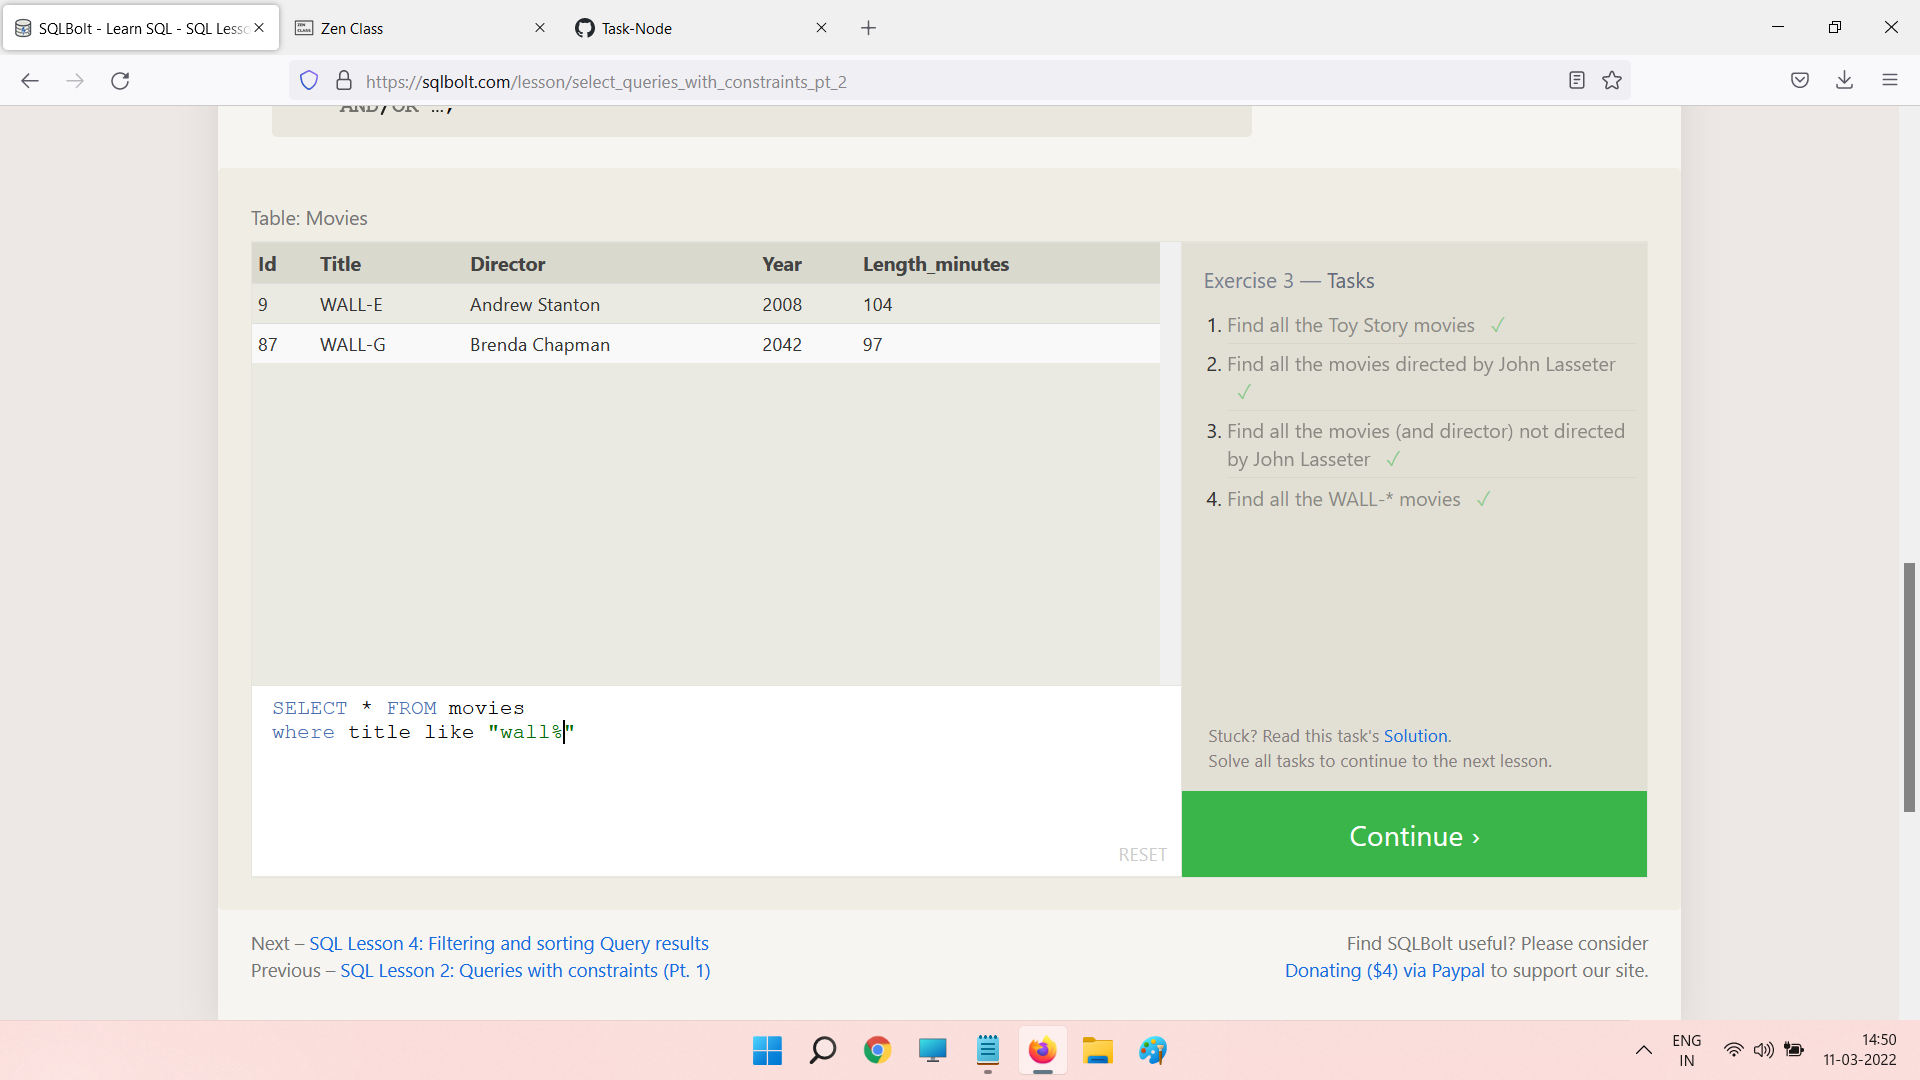 SQLBolt - Learn SQL - SQL Lesso
Zen Class
Task-Node
https://sqlbolt.com/lesson/select_queries_with_constraints_pt_2
AND/OR …;
Table: Movies
Id Title Director Year Length_minutes
9 WALL-E Andrew Stanton 2008 104
87 WALL-G Brenda Chapman 2042 97
SELECT * FROM movies
where title like "wall%"
RESET
Exercise 3 — Tasks
1. Find all the Toy Story movies ✓
2. Find all the movies directed by John Lasseter
✓
3. Find all the movies (and director) not directed
by John Lasseter ✓
4. Find all the WALL-* movies ✓
Stuck? Read this task's Solution.
Solve all tasks to continue to the next lesson.
Continue ›
Next – SQL Lesson 4: Filtering and sorting Query results
Previous – SQL Lesson 2: Queries with constraints (Pt. 1)
Find SQLBolt useful? Please consider
Donating ($4) via Paypal to support our site.
ENG
IN
14:50
11-03-2022